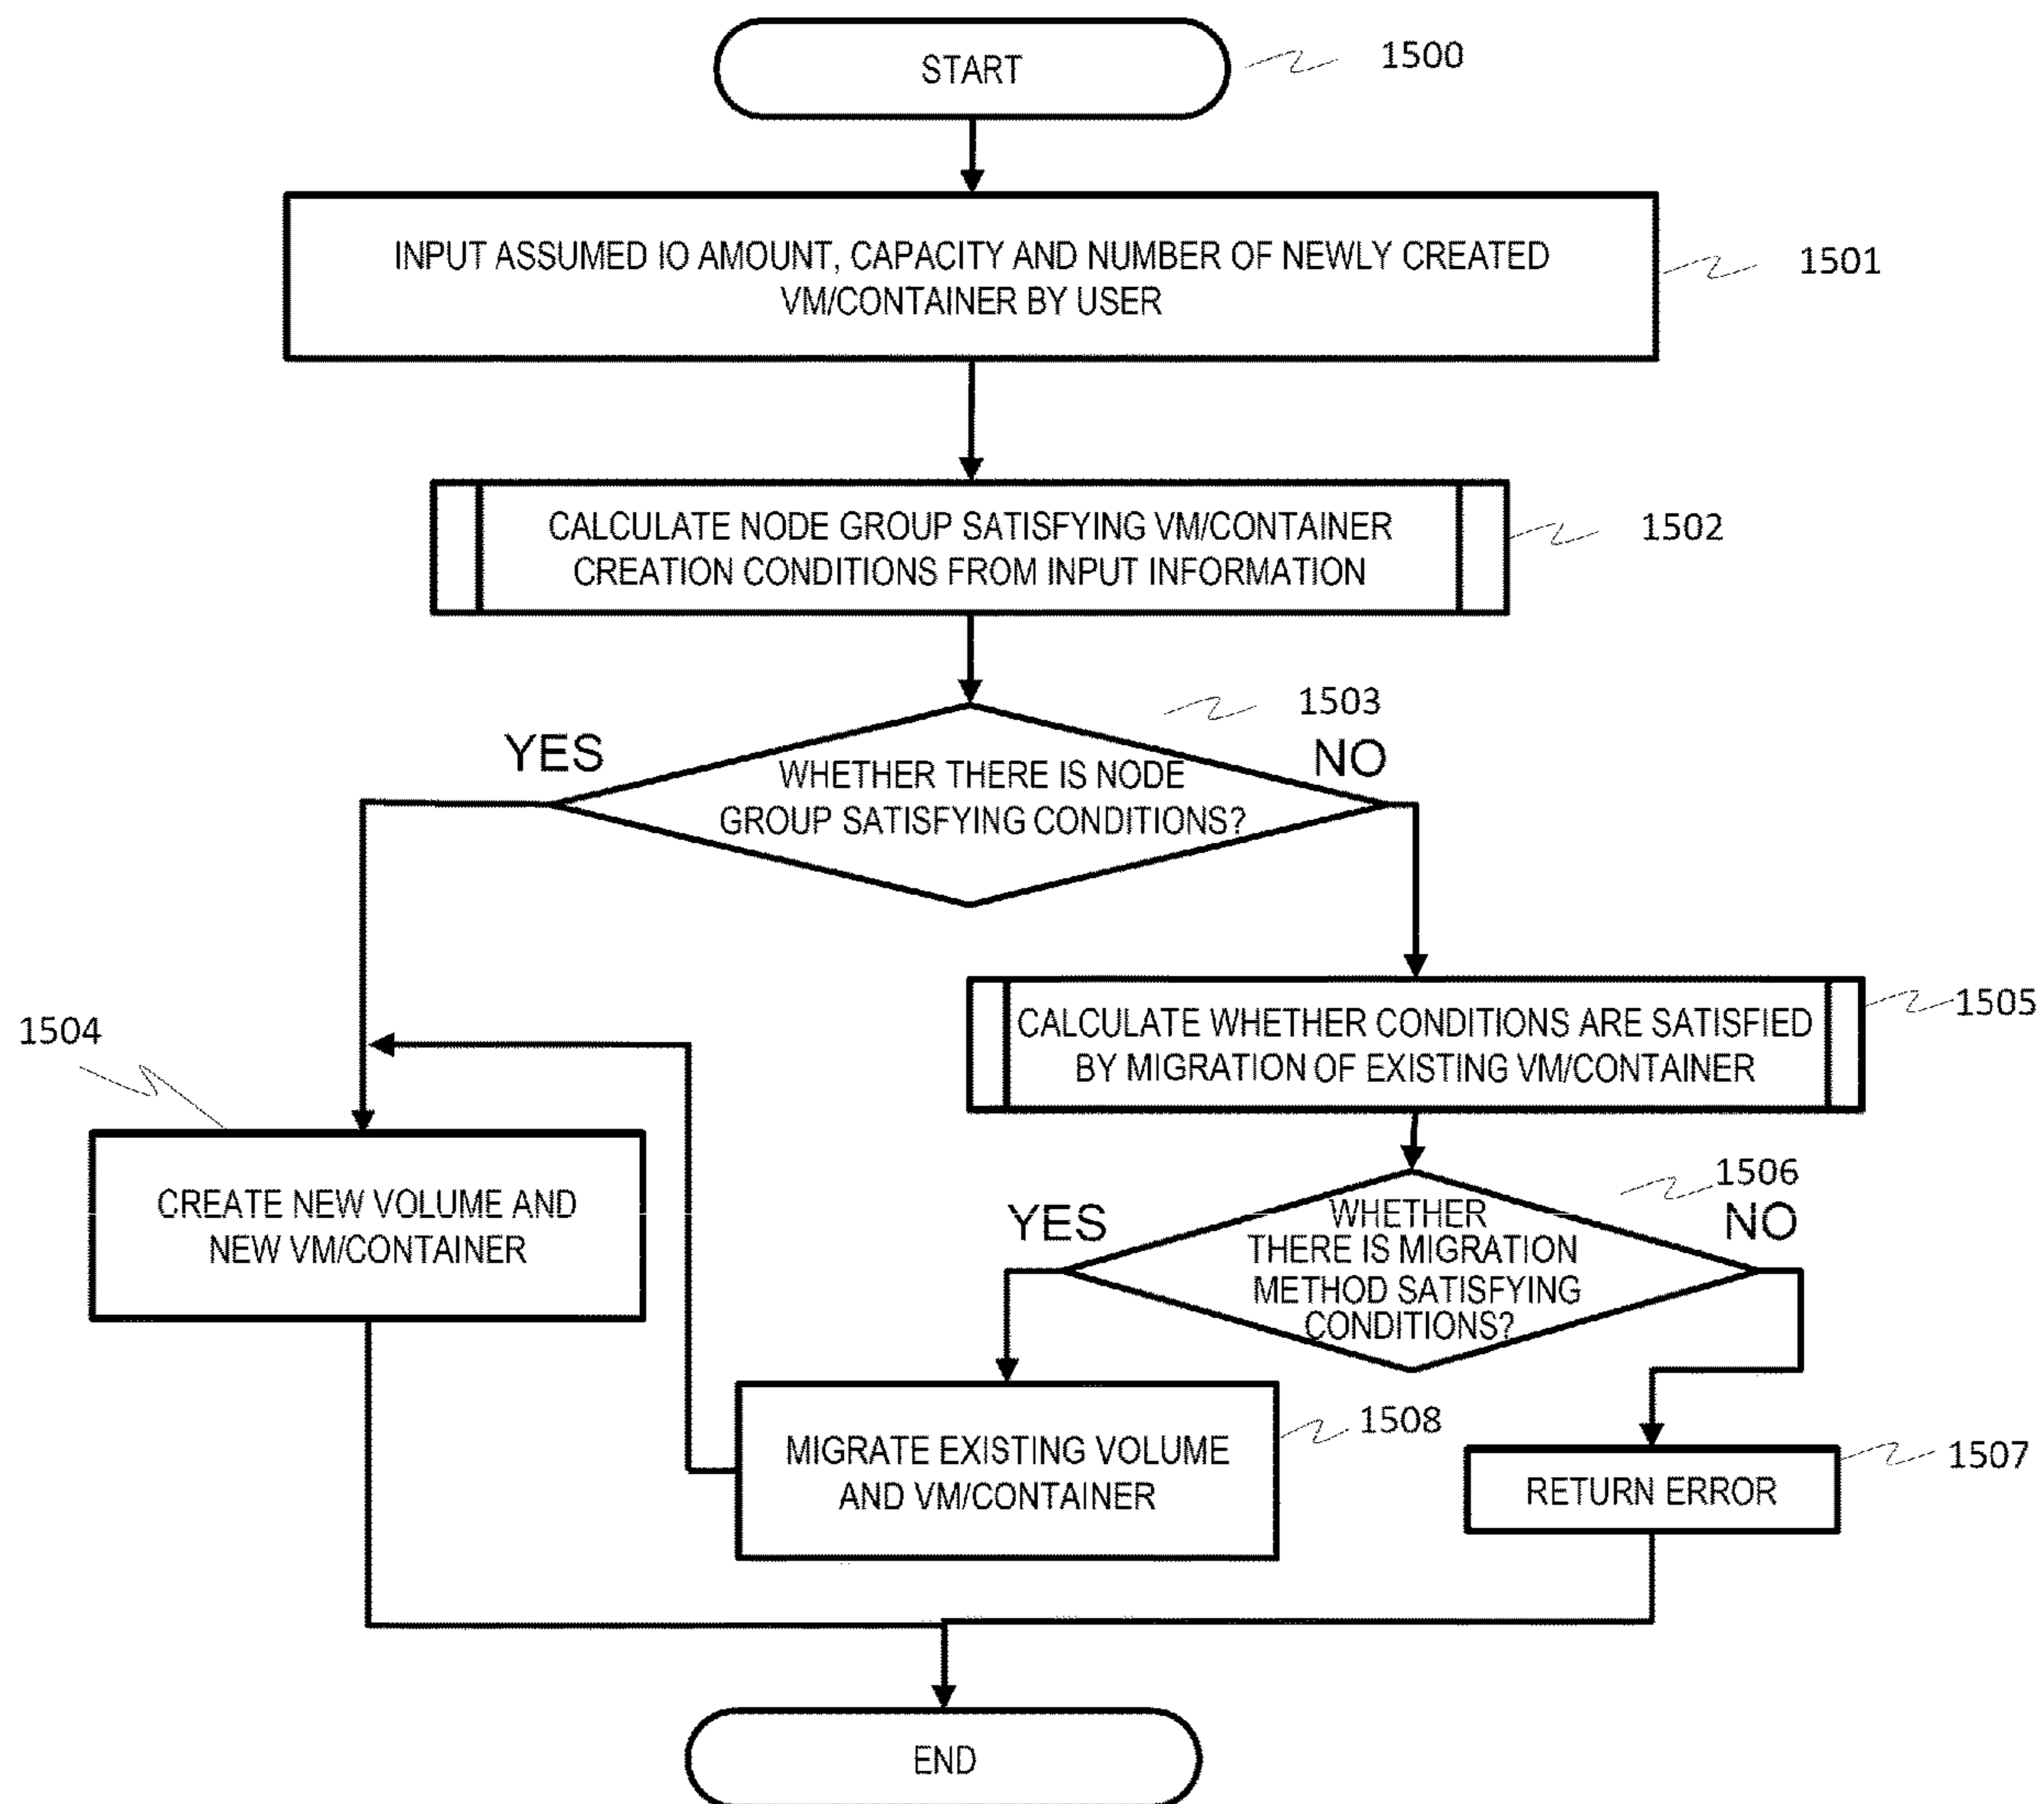 START
1500
INPUT ASSUMED IO AMOUNT, CAPACITY AND NUMBER OF NEWLY CREATED
VM/CONTAINER BY USER
1501
CALCULATE NODE GROUP SATISFYING VM/CONTAINER
CREATION CONDITIONS FROM INPUT INFORMATION
1502
1503
YES
NO
WHETHER THERE IS NODE
GROUP SATISFYING CONDITIONS?
1504
CREATE NEW VOLUME AND
NEW VM/CONTAINER
CALCULATE WHETHER CONDITIONS ARE SATISFIED
BY MIGRATION OF EXISTING VM/CONTAINER
1505
1506
YES
NO
WHETHER
THERE IS MIGRATION
METHOD SATISFYING
CONDITIONS?
MIGRATE EXISTING VOLUME
AND VM/CONTAINER
1508
RETURN ERROR
1507
END